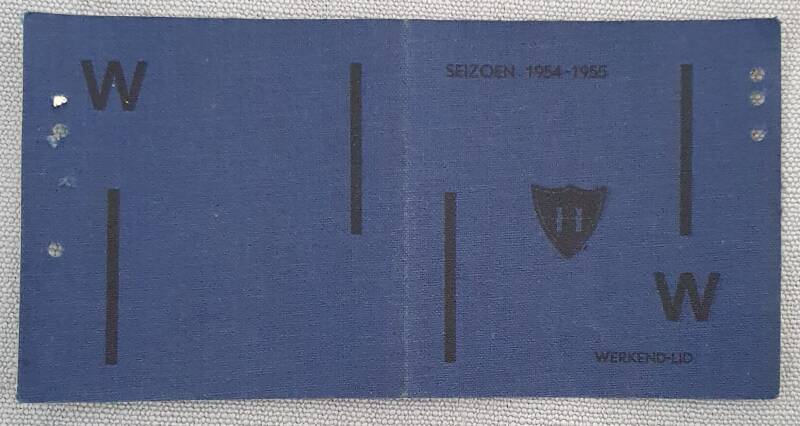 W
SEIZOEN 1954-1955
H
W
WERKEND-LID